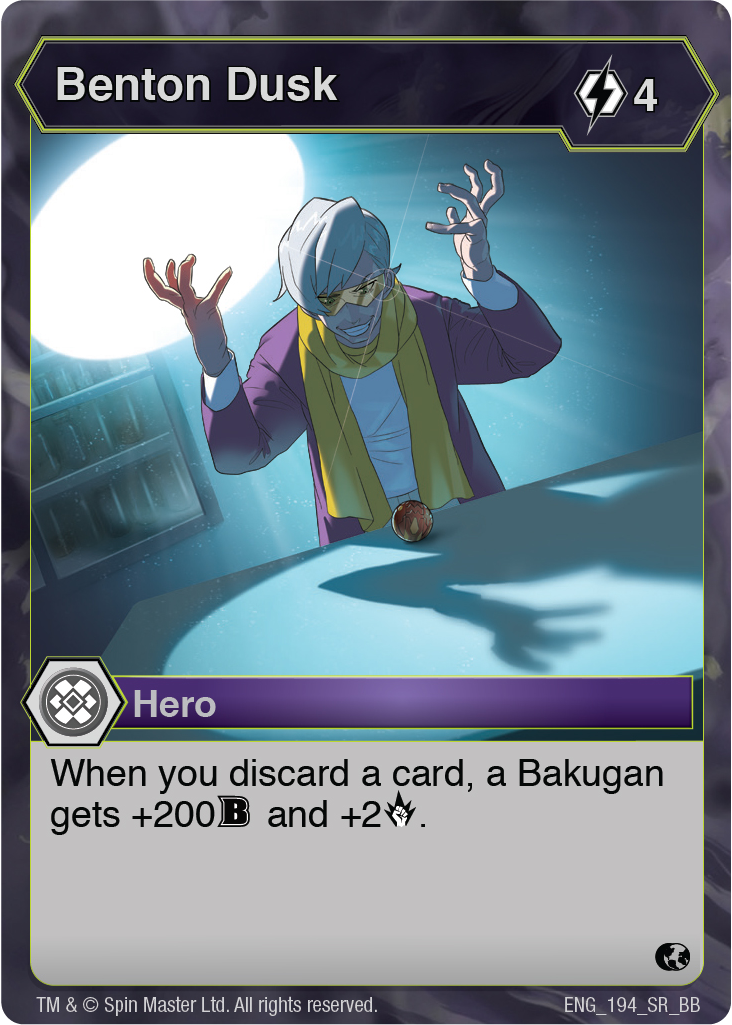 Benton Dusk
4
Hero
When you discard a card, a Bakugan
gets +200B and +2.
TM & © Spin Master Ltd. All rights reserved.
ENG_194_SR_BB